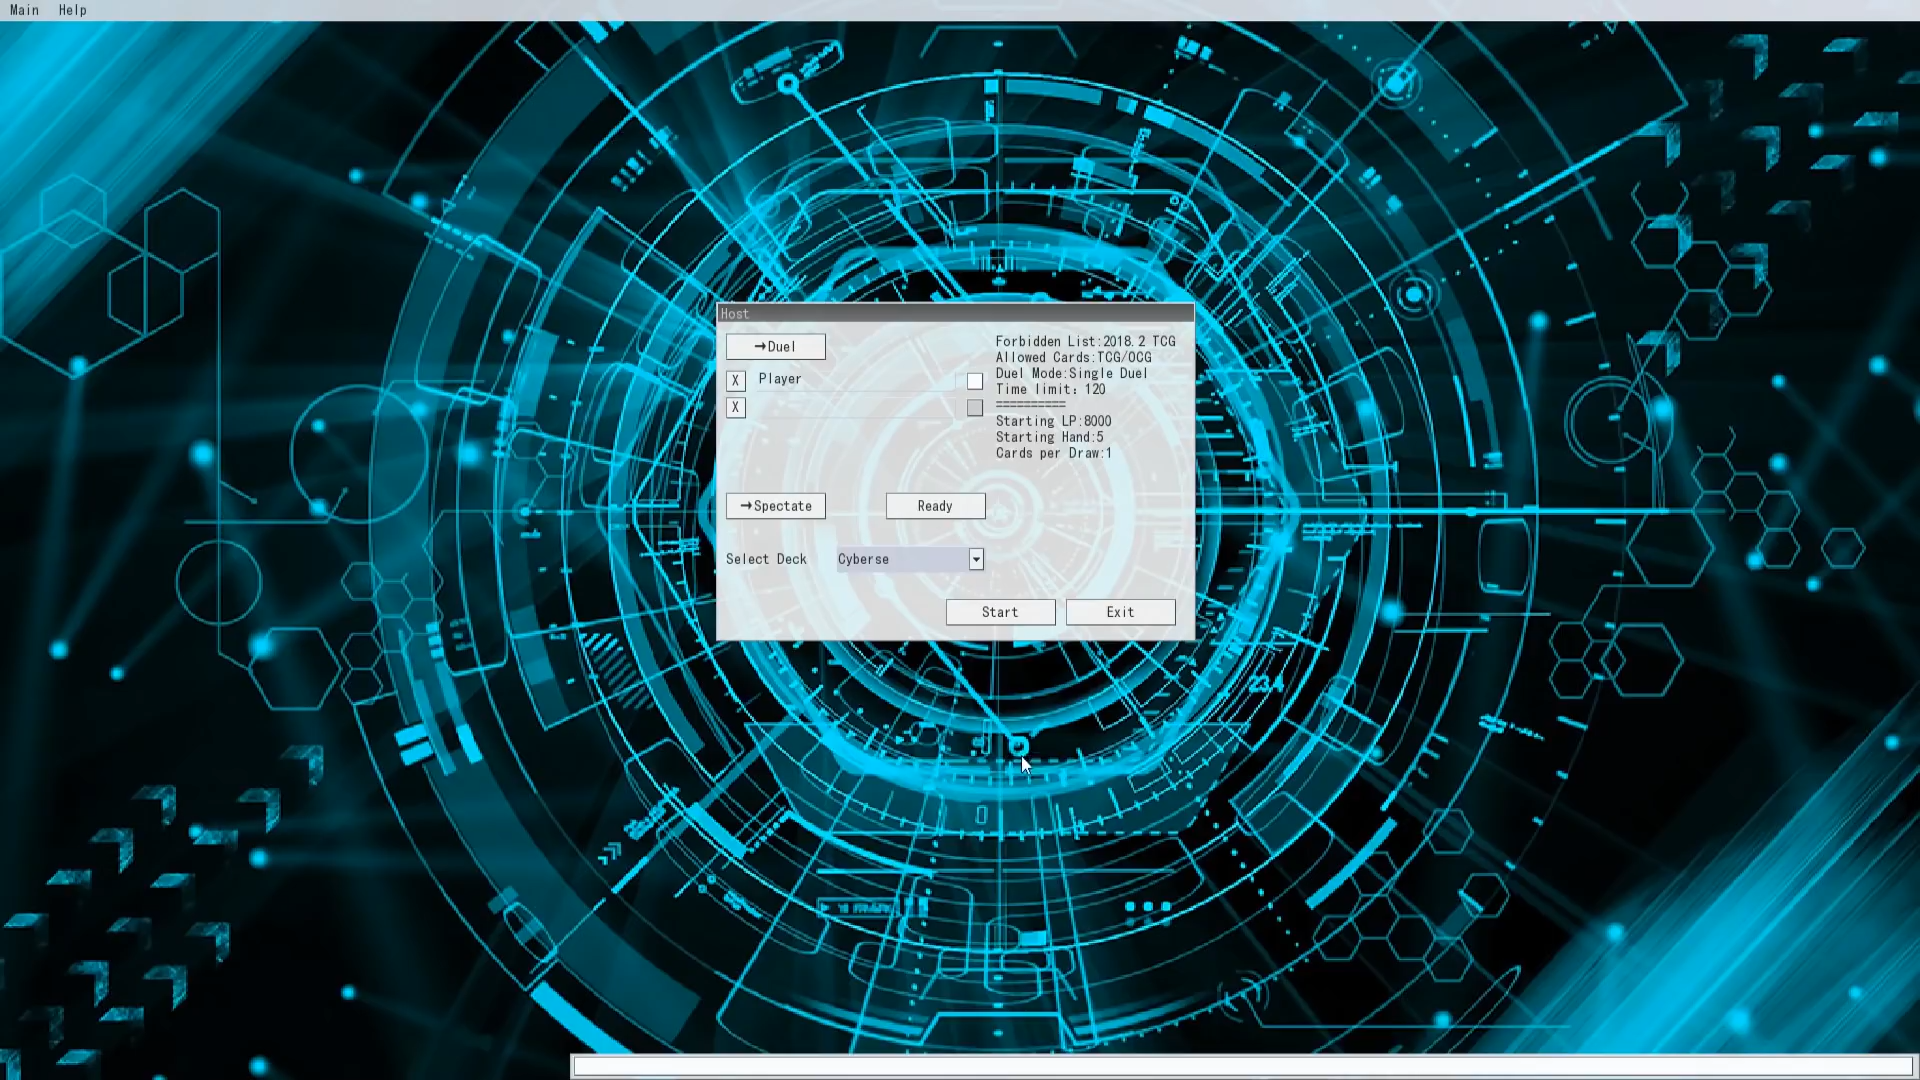 Main Help
Host
→Duel
X Player
X
Forbidden List:2018.2 TCG
Allowed Cards:TCG/OCG
Duel Mode:Single Duel
Time limit: 120
==========
Starting LP:8000
Starting Hand:5
Cards per Draw:1
→Spectate Ready
Select Deck Cyberse
Start Exit
23.4